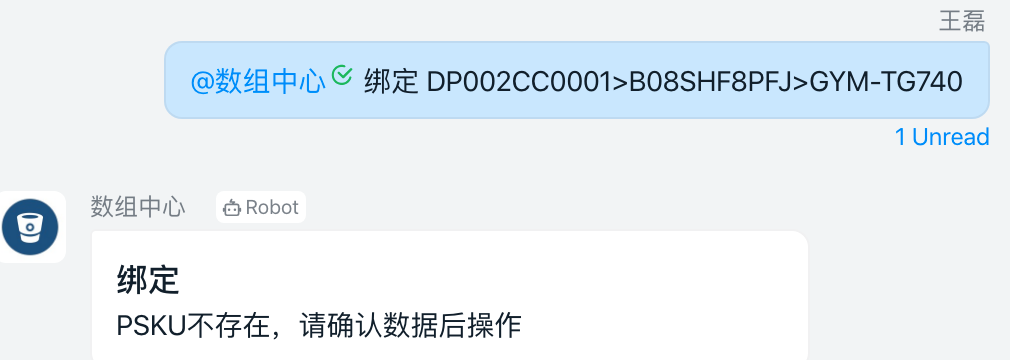 王磊
@数组中心 绑定 DP002CC0001>B08SHF8PFJ>GYM-TG740
1 Unread
数组中心 Robot
绑定
PSKU不存在，请确认数据后操作